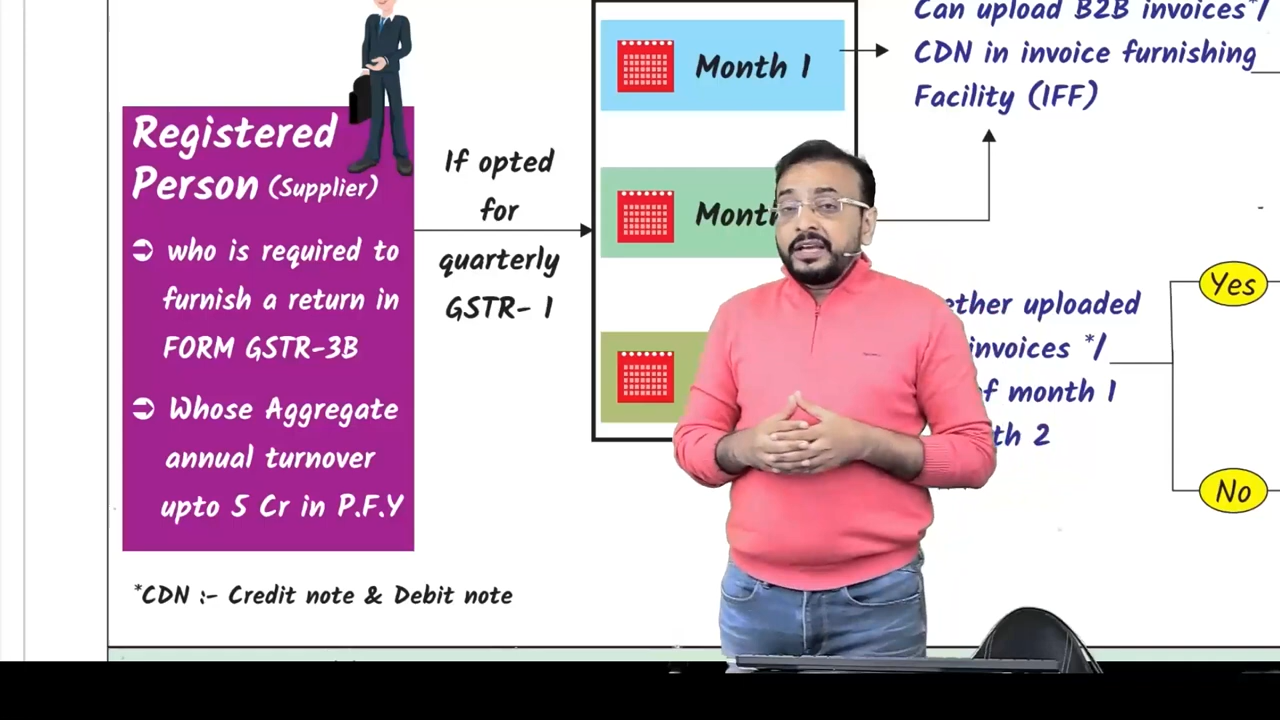 Registered
Person (Supplier)
➲ who is required to
furnish a return in
FORM GSTR-3B
➲ Whose Aggregate
annual turnover
upto 5 Cr in P.F.Y
*CDN :- Credit note & Debit note
If opted
for
quarterly
GSTR- 1
Month 1
Can upload B2B invoices*/
CDN in invoice furnishing
Facility (IFF)
uploaded
invoices */
month 1
2
Yes
No